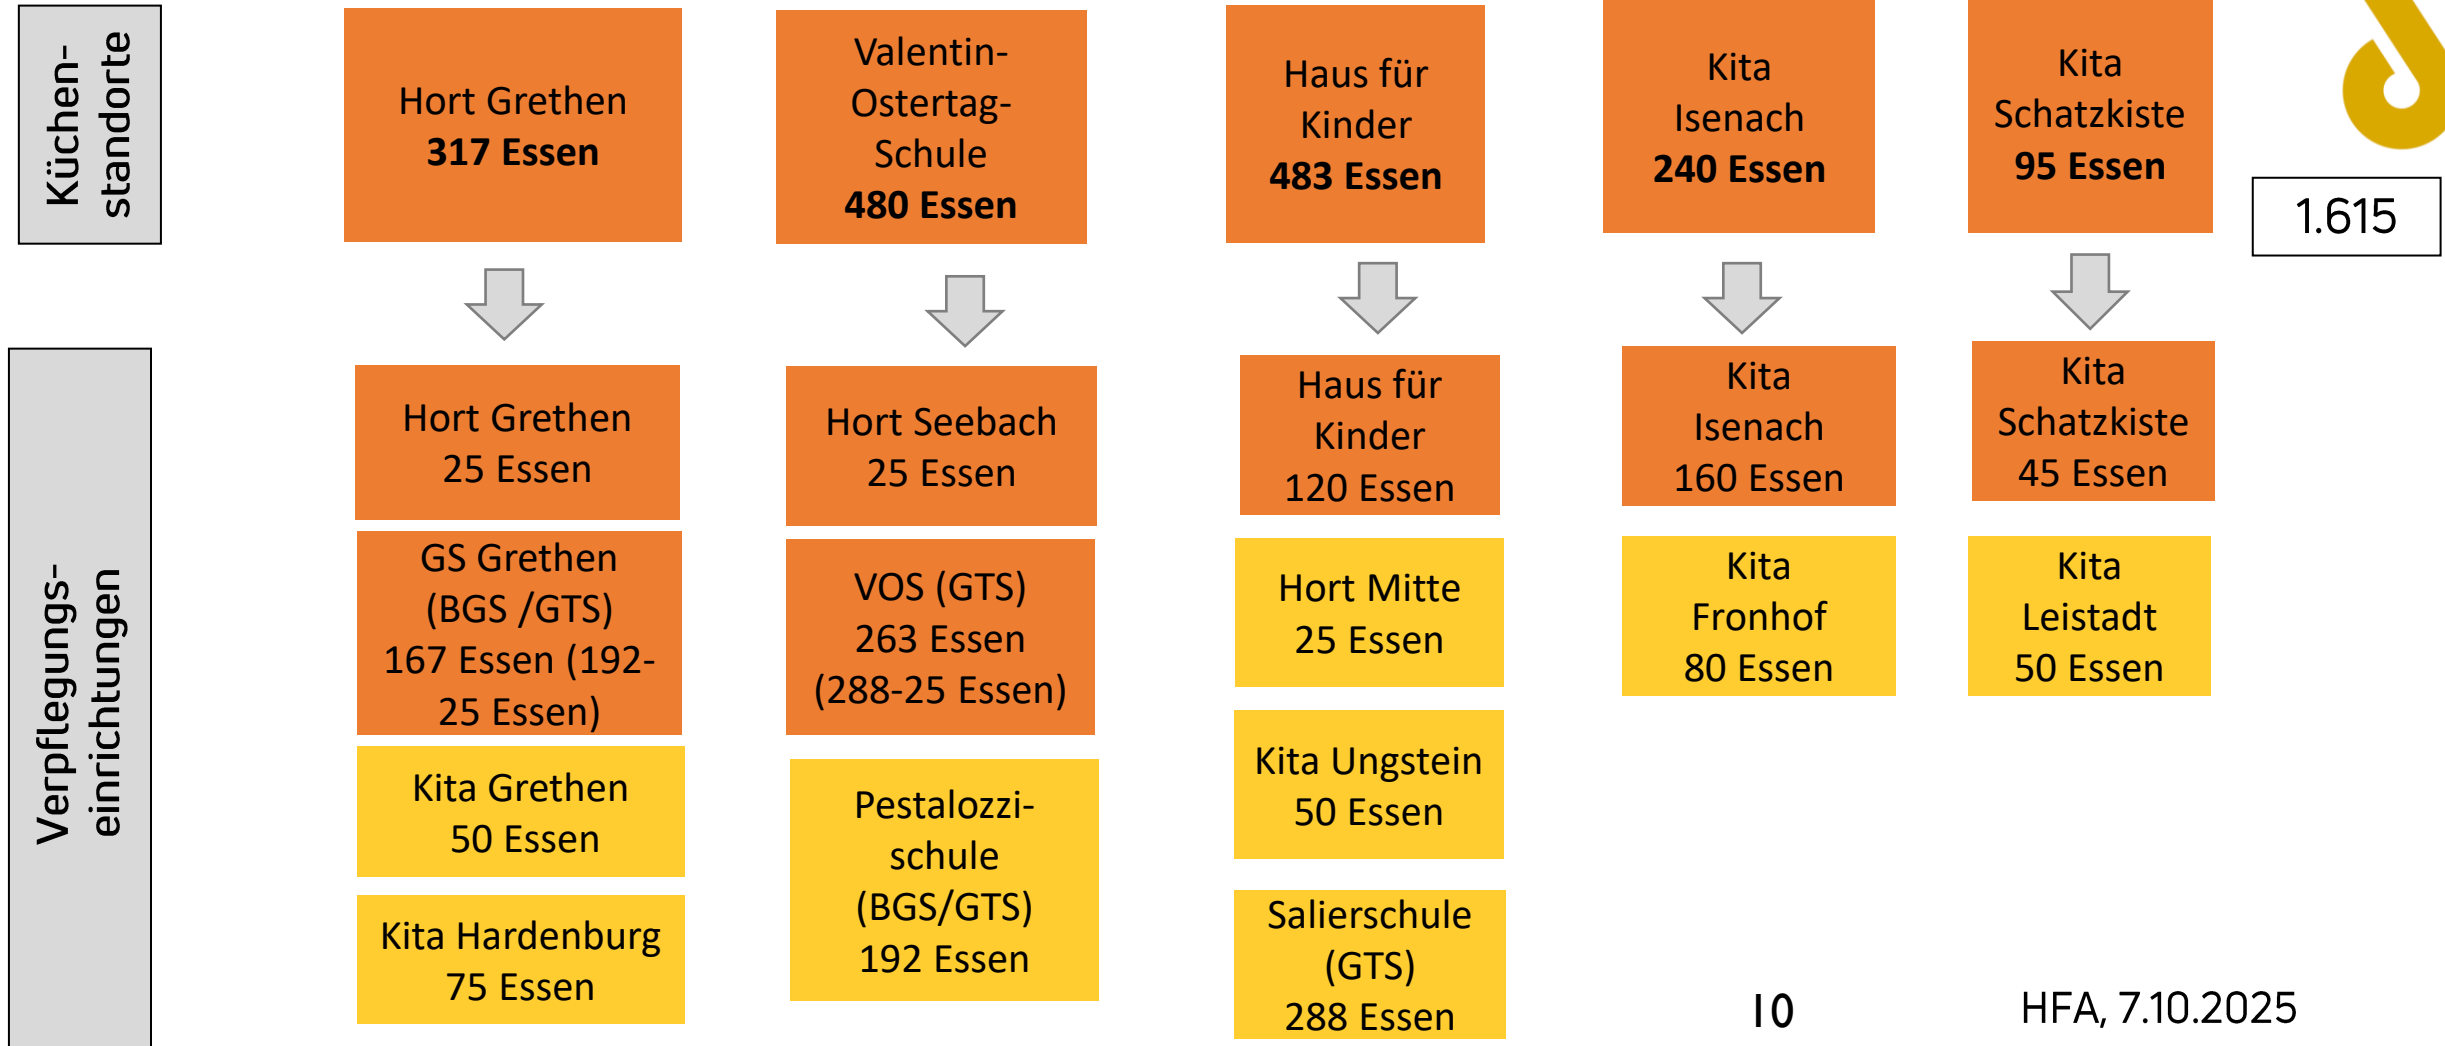 Küchen-
standorte
Hort Grethen
317 Essen
Valentin-
Ostertag-
Schule
480 Essen
Haus für
Kinder
483 Essen
Kita
Isenach
240 Essen
Kita
Schatzkiste
95 Essen
1.615
Verpflegungs-
einrichtungen
Hort Grethen
25 Essen
GS Grethen
(BGS /GTS)
167 Essen (192-
25 Essen)
Kita Grethen
50 Essen
Kita Hardenburg
75 Essen
Hort Seebach
25 Essen
VOS (GTS)
263 Essen
(288-25 Essen)
Pestalozzi-
schule
(BGS/GTS)
192 Essen
Haus für
Kinder
120 Essen
Hort Mitte
25 Essen
Kita Ungstein
50 Essen
Salierschule
(GTS)
288 Essen
Kita
Isenach
160 Essen
Kita
Fronhof
80 Essen
Kita
Schatzkiste
45 Essen
Kita
Leistadt
50 Essen
10
HFA, 7.10.2025